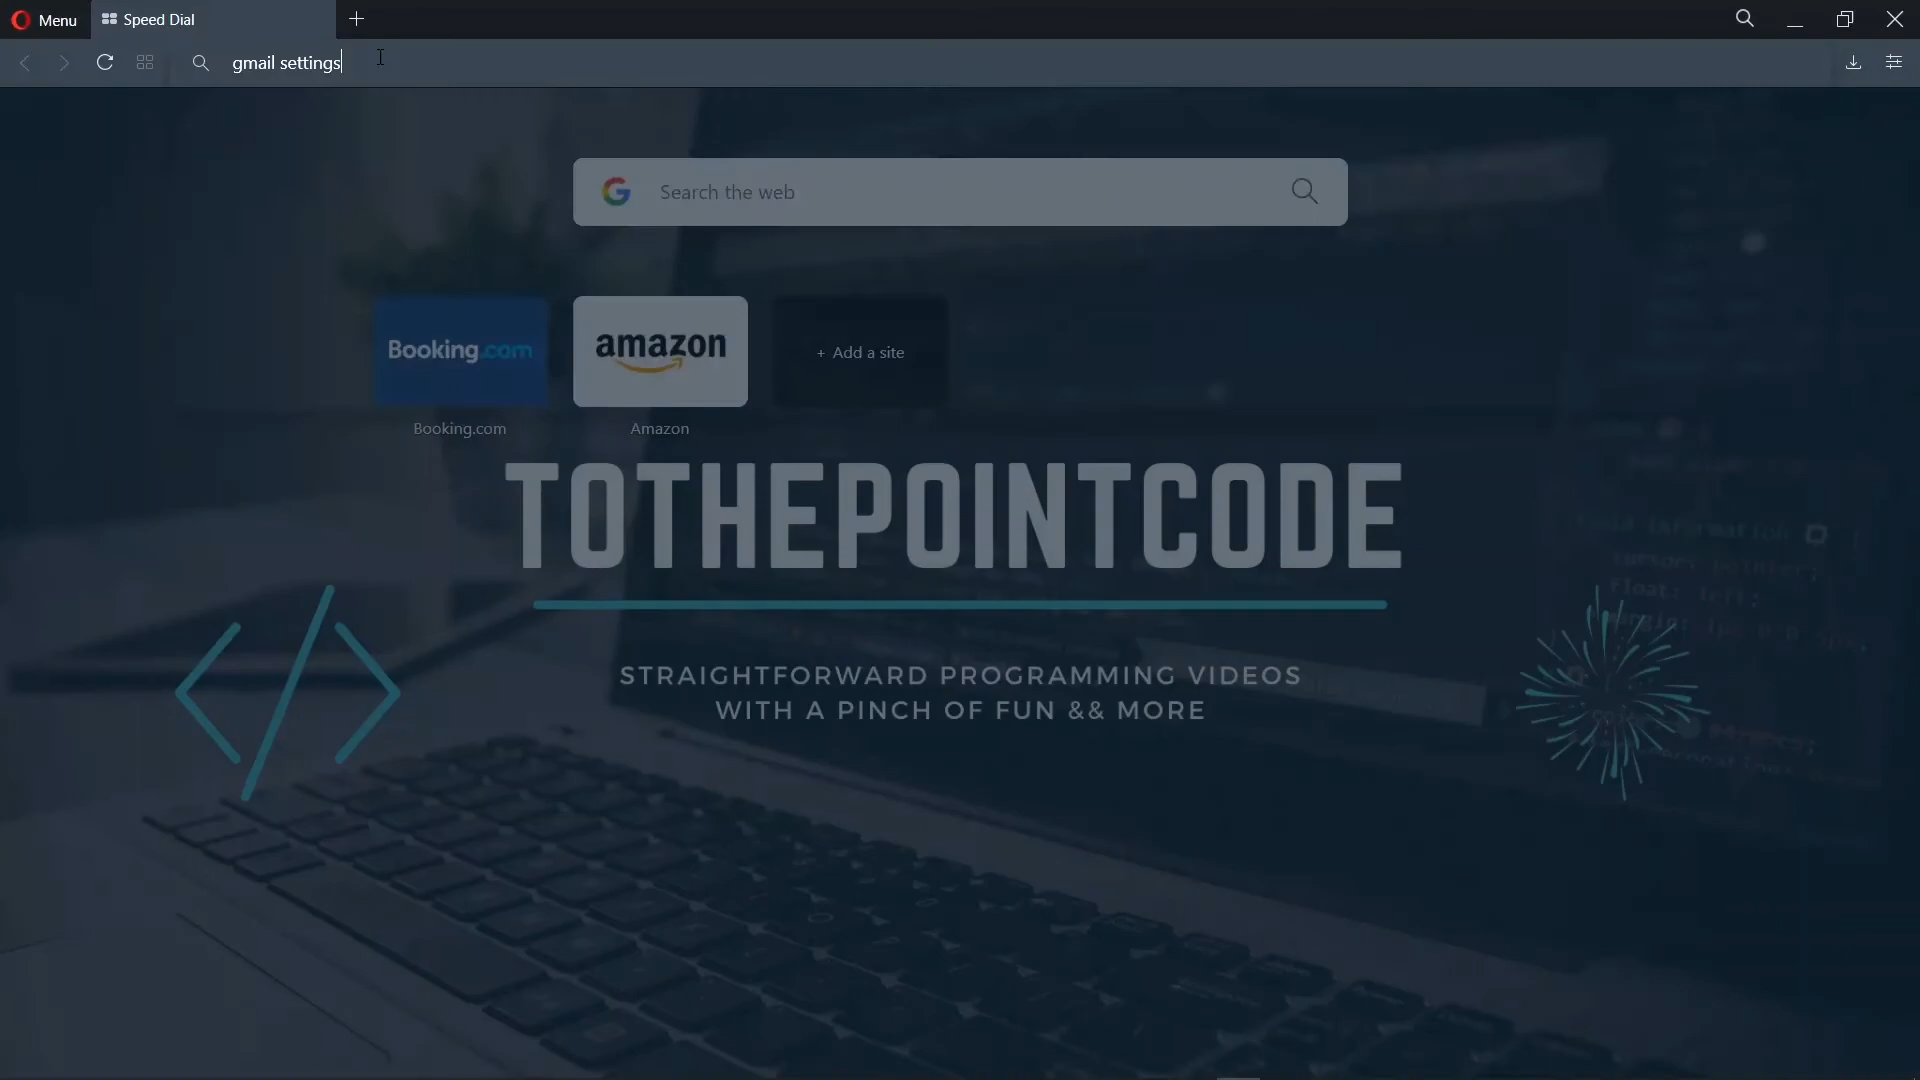 Menu
Speed Dial
gmail settings
Search the web
Booking.com
amazon
+ Add a site
Booking.com
Amazon
TOTHEPOINTCODE
STRAIGHTFORWARD PROGRAMMING VIDEOS
WITH A PINCH OF FUN && MORE